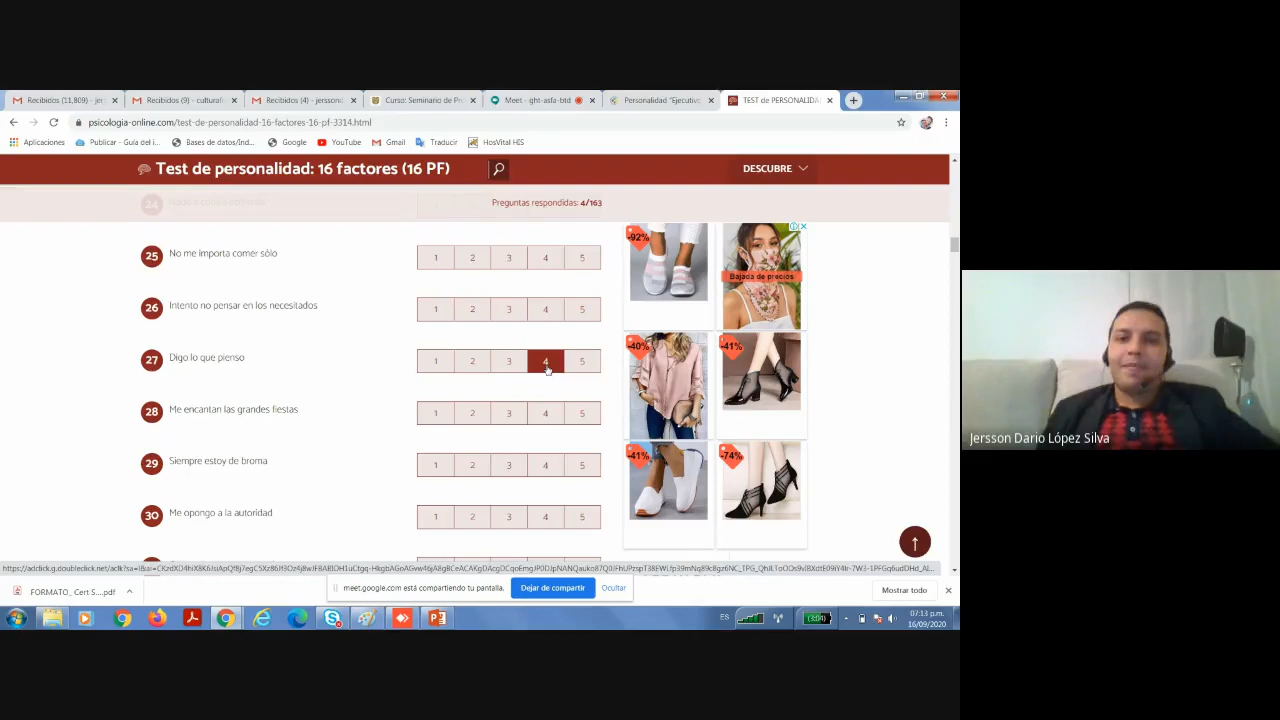 Recibidos (11,809) - jer
Recibidos (9) - cultural
Recibidos (4) - jerssond
Curso: Seminario de Pr
Meet - ght-asfa-btd
Personalidad "Ejecutivo
TEST de PERSONALIDA
psicologia-online.com/test-de-personalidad-16-factores-16-pf-3314.html
Aplicaciones
Publicar - Guía del i...
Bases de datos/Ind...
Google
YouTube
Gmail
Traducir
HosVital HIS
Test de personalidad: 16 factores (16 PF)
DESCUBRE
24
Preguntas respondidas: 4/163
25 No me importa comer sólo 1 2 3 4 5
26 Intento no pensar en los necesitados 1 2 3 4 5
27 Digo lo que pienso 1 2 3 4 5
28 Me encantan las grandes fiestas 1 2 3 4 5
29 Siempre estoy de broma 1 2 3 4 5
30 Me opongo a la autoridad 1 2 3 4 5
-92%
Bajada de precios
-40%
-41%
-41%
-74%
Jersson Dario López Silva
meet.google.com está compartiendo tu pantalla.
Dejar de compartir
Ocultar
FORMATO_ Cert S....pdf
Mostrar todo
ES
(3:04)
07:13 p.m.
16/09/2020